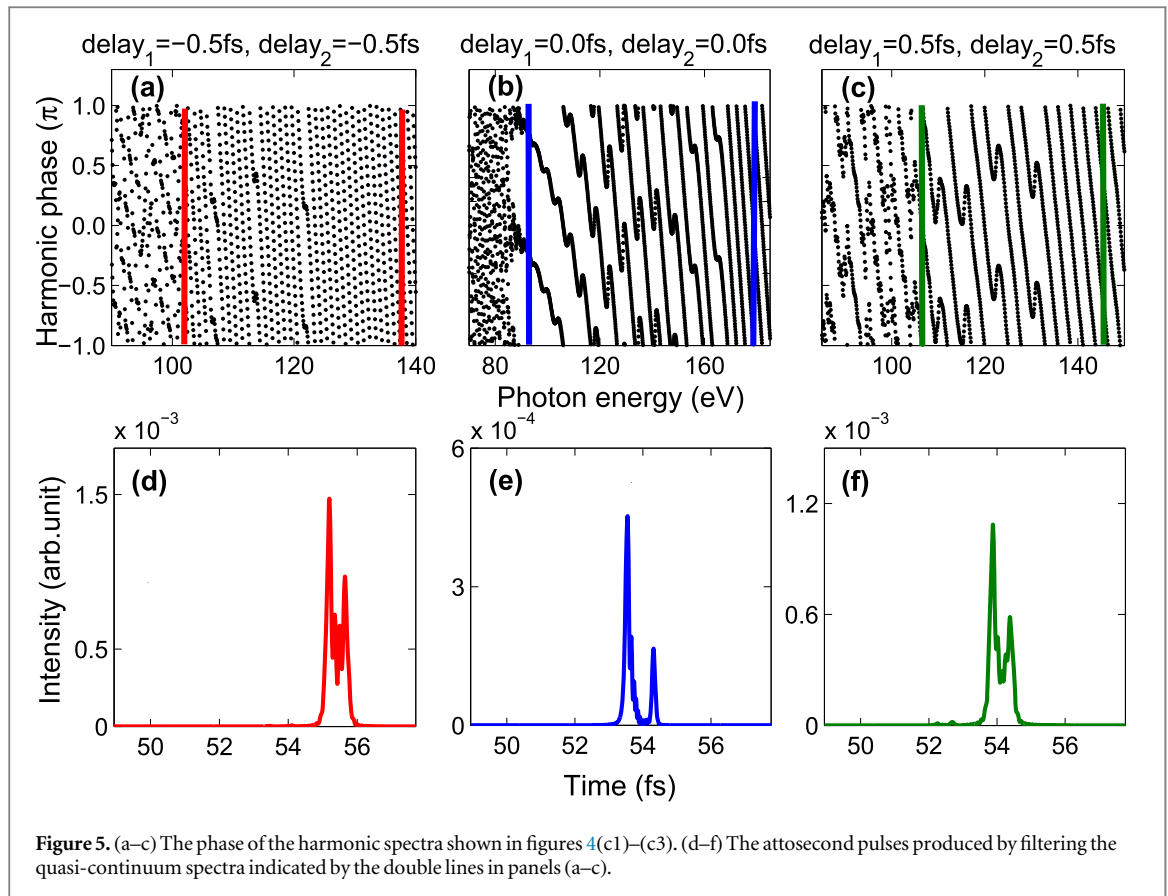 delay1=−0.5fs, delay2=−0.5fs
delay1=0.0fs, delay2=0.0fs
delay1=0.5fs, delay2=0.5fs
(a)
(b)
(c)
Harmonic phase (π)
1.0
0.5
0.0
−0.5
−1.0
100 120 140
80 120 160
100 120 140
Photon energy (eV)
x 10⁻³
x 10⁻⁴
x 10⁻³
(d)
(e)
(f)
Intensity (arb.unit)
1.5
0.5
0
6
3
0
1.2
0.6
0
50 52 54 56
50 52 54 56
50 52 54 56
Time (fs)
Figure 5. (a–c) The phase of the harmonic spectra shown in figures 4(c1)–(c3). (d–f) The attosecond pulses produced by filtering the
quasi-continuum spectra indicated by the double lines in panels (a–c).